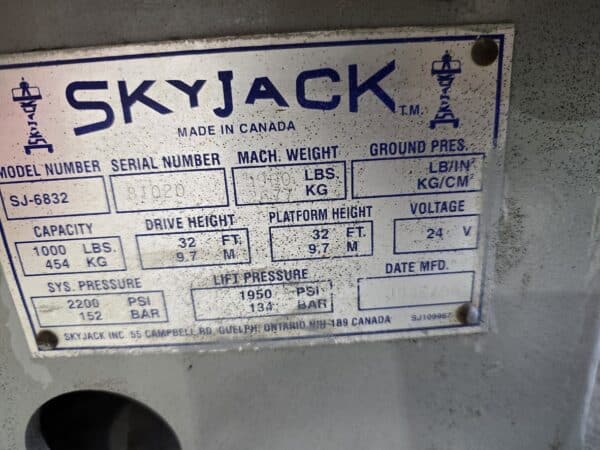 SKYJACK T.M.
MADE IN CANADA
MODEL NUMBER SERIAL NUMBER MACH. WEIGHT GROUND PRES.
SJ-6832 81020 LBS. LB/IN²
KG KG/CM²
CAPACITY DRIVE HEIGHT PLATFORM HEIGHT VOLTAGE
1000 LBS. 32 FT. 32 FT. 24 V
454 KG 9.7 M 9.7 M
SYS. PRESSURE LIFT PRESSURE DATE MFD.
2200 PSI 1950 PSI
152 BAR 134 BAR
SKYJACK INC. 55 CAMPBELL RD. GUELPH, ONTARIO CANADA